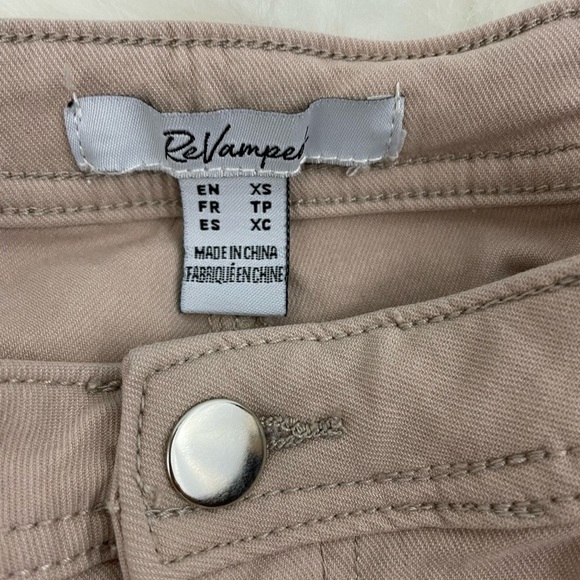 ReVamped
EN XS
FR TP
ES XC
MADE IN CHINA
FABRIQUÉ EN CHINE